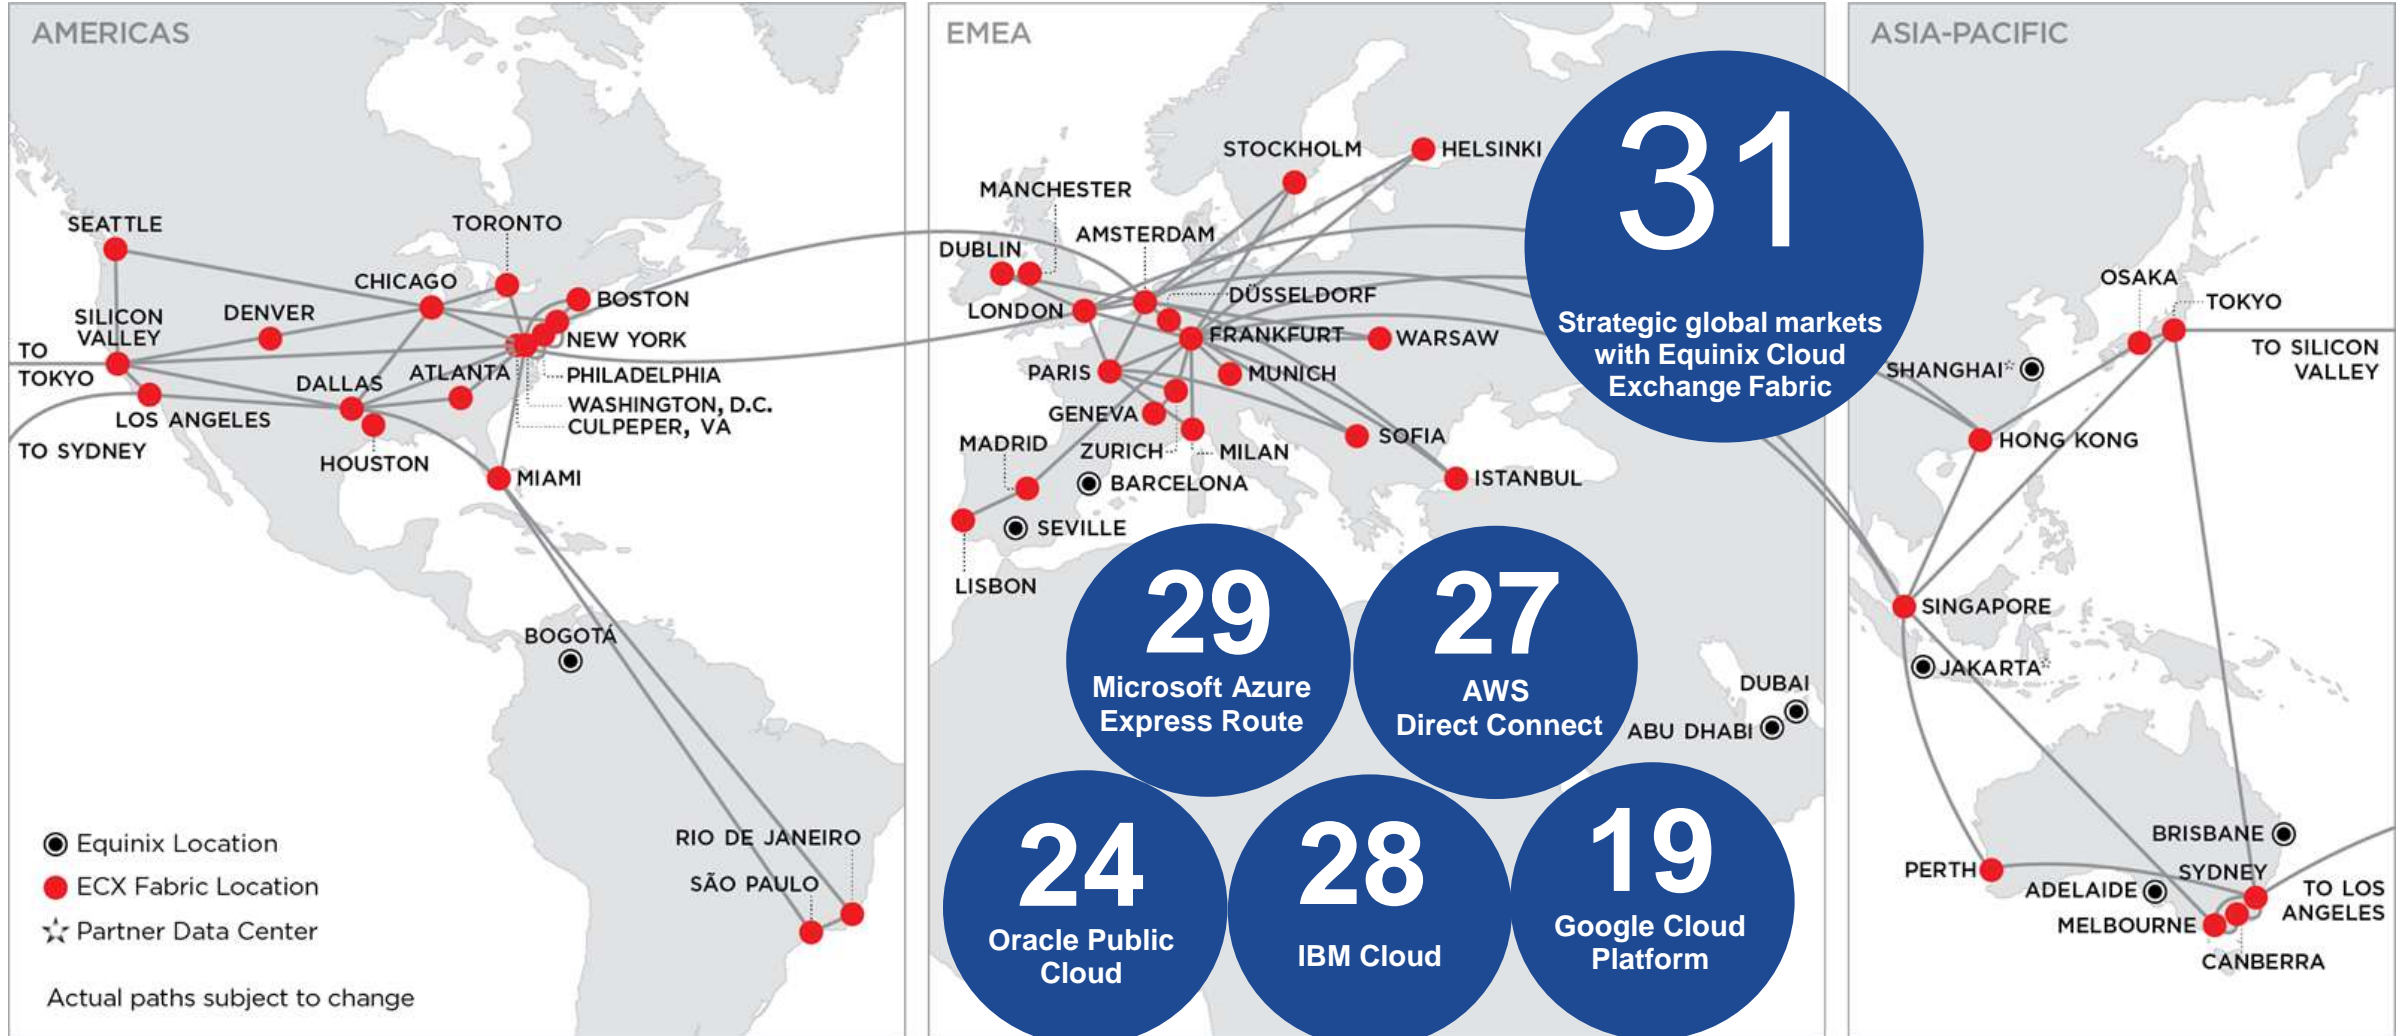 AMERICAS
SEATTLE
TORONTO
CHICAGO
BOSTON
DENVER
SILICON
VALLEY
NEW YORK
TO
TOKYO
ATLANTA
PHILADELPHIA
DALLAS
WASHINGTON, D.C.
LOS ANGELES
CULPEPER, VA
TO SYDNEY
HOUSTON
MIAMI
BOGOTÁ
RIO DE JANEIRO
SÃO PAULO
Equinix Location
ECX Fabric Location
Partner Data Center
Actual paths subject to change
EMEA
STOCKHOLM
HELSINKI
MANCHESTER
AMSTERDAM
DUBLIN
DÜSSELDORF
LONDON
FRANKFURT
WARSAW
PARIS
MUNICH
GENEVA
SOFIA
MADRID
ZURICH
MILAN
BARCELONA
ISTANBUL
SEVILLE
LISBON
DUBAI
ABU DHABI
31
Strategic global markets
with Equinix Cloud
Exchange Fabric
29
Microsoft Azure
Express Route
27
AWS
Direct Connect
24
Oracle Public
Cloud
28
IBM Cloud
19
Google Cloud
Platform
ASIA-PACIFIC
OSAKA
TOKYO
TO SILICON
VALLEY
SHANGHAI☆
HONG KONG
SINGAPORE
JAKARTA☆
BRISBANE
PERTH
SYDNEY
ADELAIDE
TO LOS
ANGELES
MELBOURNE
CANBERRA